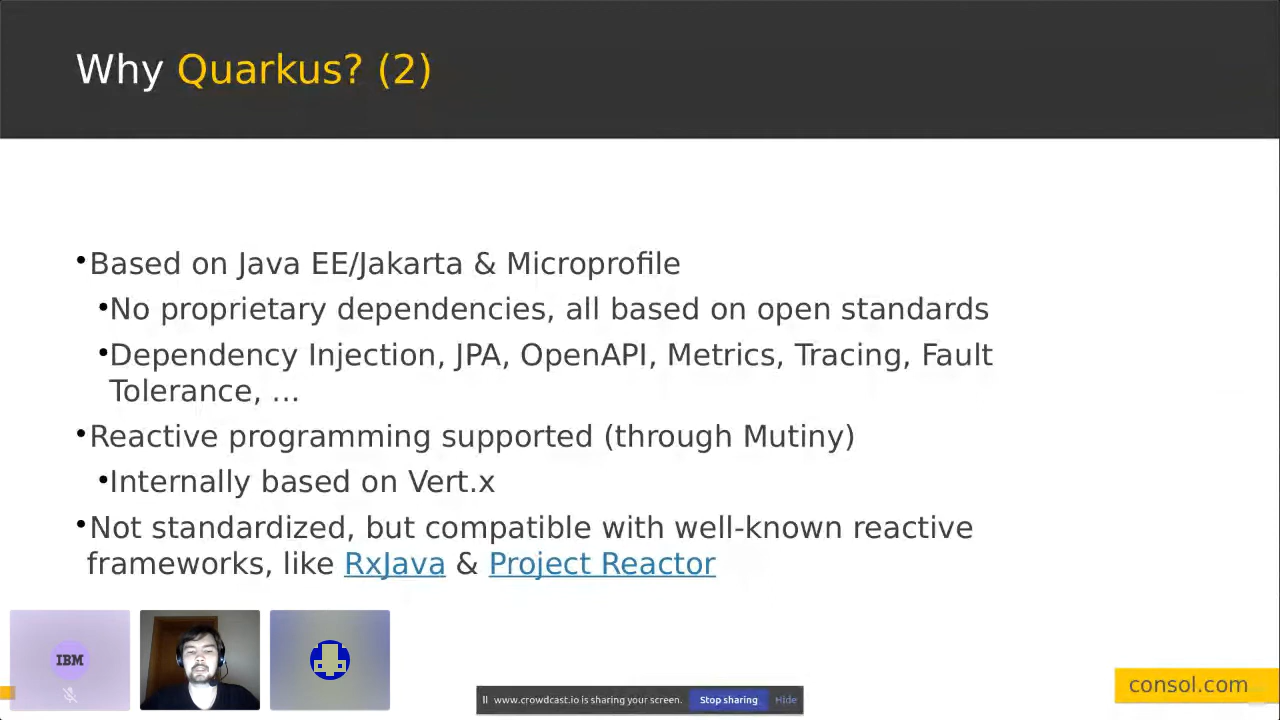 Why Quarkus? (2)
•Based on Java EE/Jakarta & Microprofile
•No proprietary dependencies, all based on open standards
•Dependency Injection, JPA, OpenAPI, Metrics, Tracing, Fault
Tolerance, ...
•Reactive programming supported (through Mutiny)
•Internally based on Vert.x
•Not standardized, but compatible with well-known reactive
frameworks, like RxJava & Project Reactor
IBM
www.crowdcast.io is sharing your screen. Stop sharing Hide
consol.com